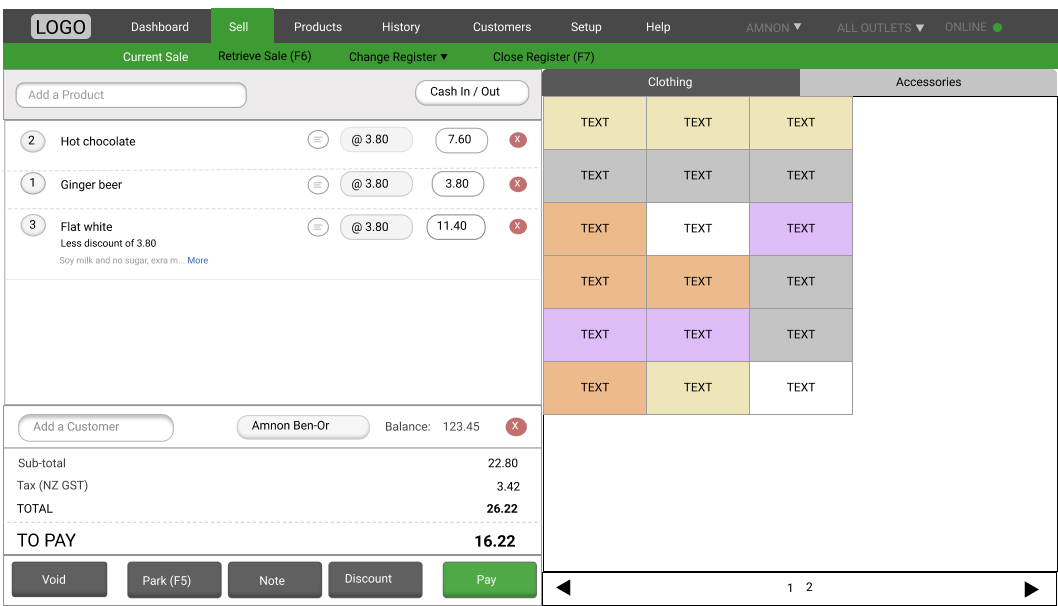 LOGO Dashboard Sell Products History Customers Setup Help AMNON ▼ ALL OUTLETS ▼ ONLINE
Current Sale Retrieve Sale (F6) Change Register ▼ Close Register (F7)
Add a Product Cash In / Out
2 Hot chocolate @ 3.80 7.60 X
1 Ginger beer @ 3.80 3.80 X
3 Flat white @ 3.80 11.40 X
Less discount of 3.80
Soy milk and no sugar, exra m... More
Add a Customer Amnon Ben-Or Balance: 123.45 X
Sub-total 22.80
Tax (NZ GST) 3.42
TOTAL 26.22
TO PAY 16.22
Void Park (F5) Note Discount Pay
Clothing Accessories
TEXT TEXT TEXT
TEXT TEXT TEXT
TEXT TEXT TEXT
TEXT TEXT TEXT
TEXT TEXT TEXT
TEXT TEXT TEXT
1 2